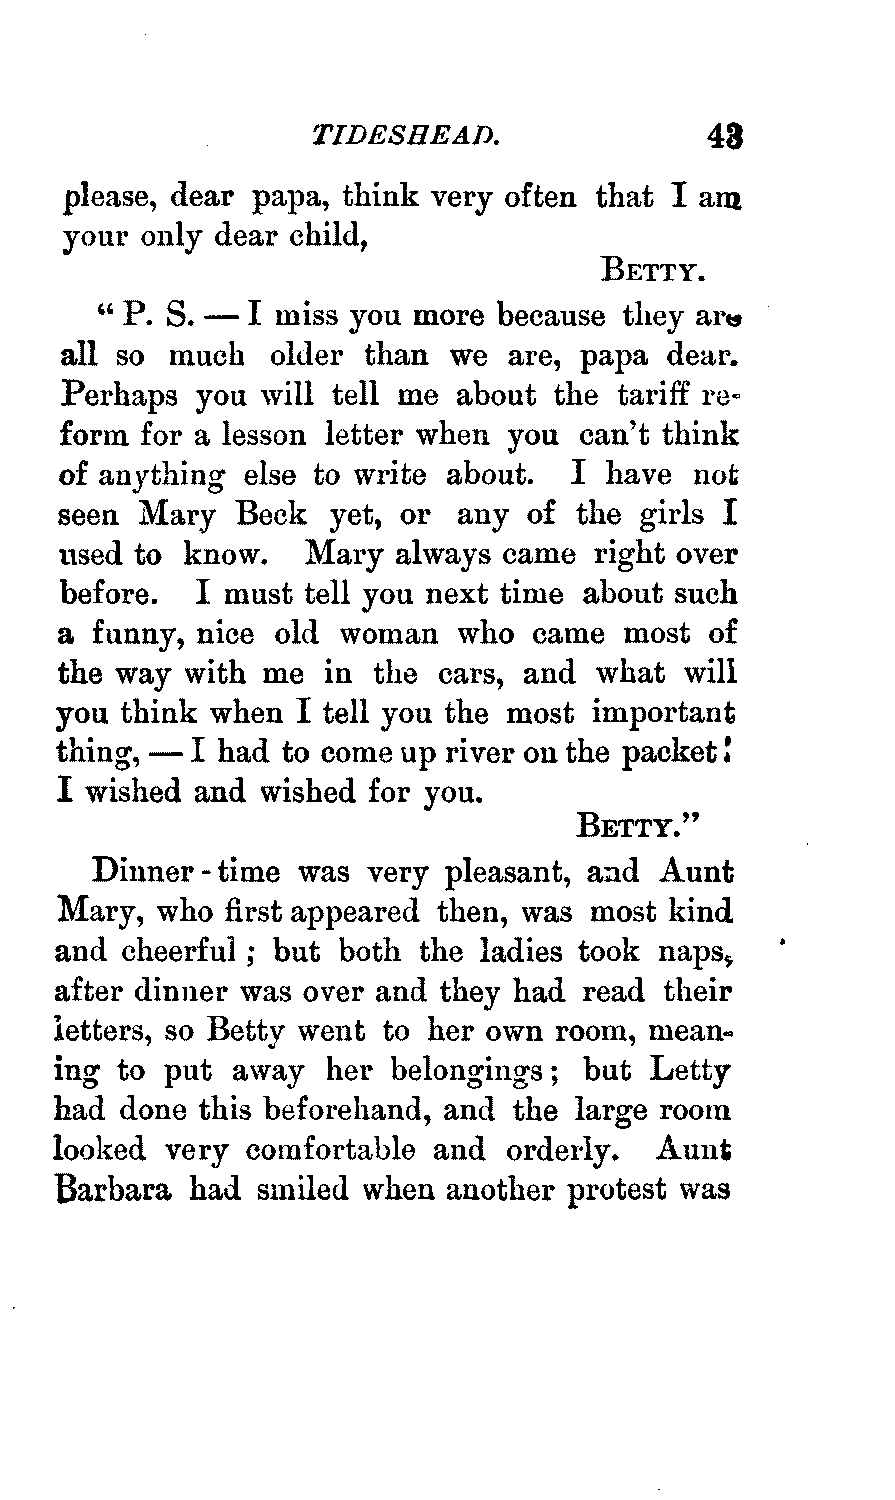 TIDESHEAD. 43
please, dear papa, think very often that I am
your only dear child,
BETTY.
“ P. S. — I miss you more because they are
all so much older than we are, papa dear.
Perhaps you will tell me about the tariff re-
form for a lesson letter when you can’t think
of anything else to write about. I have not
seen Mary Beck yet, or any of the girls I
used to know. Mary always came right over
before. I must tell you next time about such
a funny, nice old woman who came most of
the way with me in the cars, and what will
you think when I tell you the most important
thing, — I had to come up river on the packet!
I wished and wished for you.
BETTY.”
Dinner-time was very pleasant, and Aunt
Mary, who first appeared then, was most kind
and cheerful ; but both the ladies took naps,
after dinner was over and they had read their
letters, so Betty went to her own room, mean-
ing to put away her belongings ; but Letty
had done this beforehand, and the large room
looked very comfortable and orderly. Aunt
Barbara had smiled when another protest was